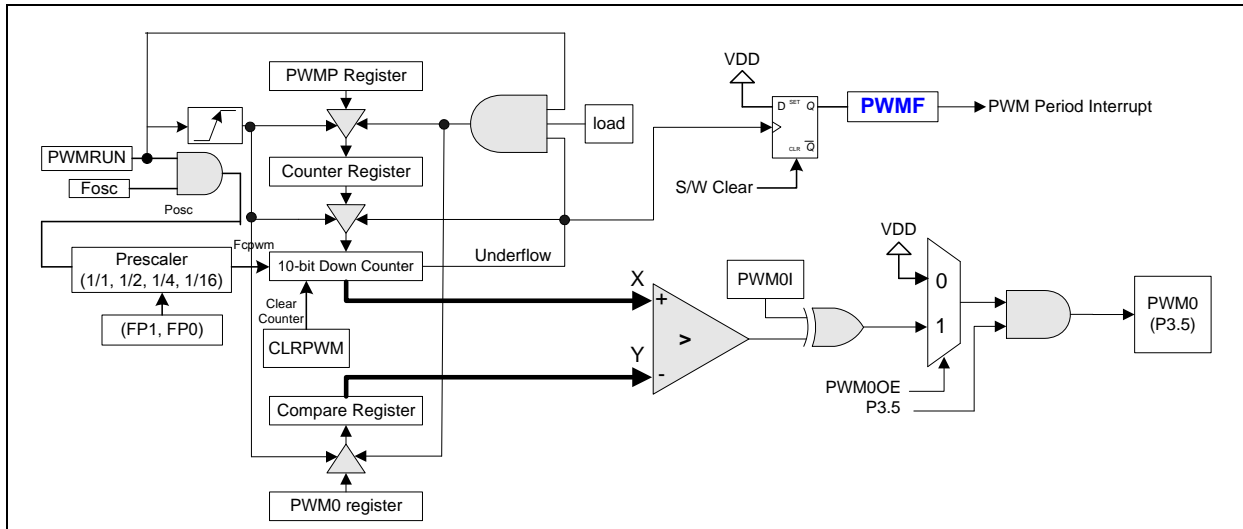 PWMP Register
VDD
D SET Q
PWMF
PWM Period Interrupt
load
PWMRUN
Counter Register
CLR Q
Fosc
S/W Clear
Posc
Fcpwm
Underflow
VDD
Prescaler
(1/1, 1/2, 1/4, 1/16)
10-bit Down Counter
X
PWM0I
0
+
PWM0
(P3.5)
Clear
Counter
(FP1, FP0)
>
1
CLRPWM
Y
-
PWM0OE
Compare Register
P3.5
PWM0 register